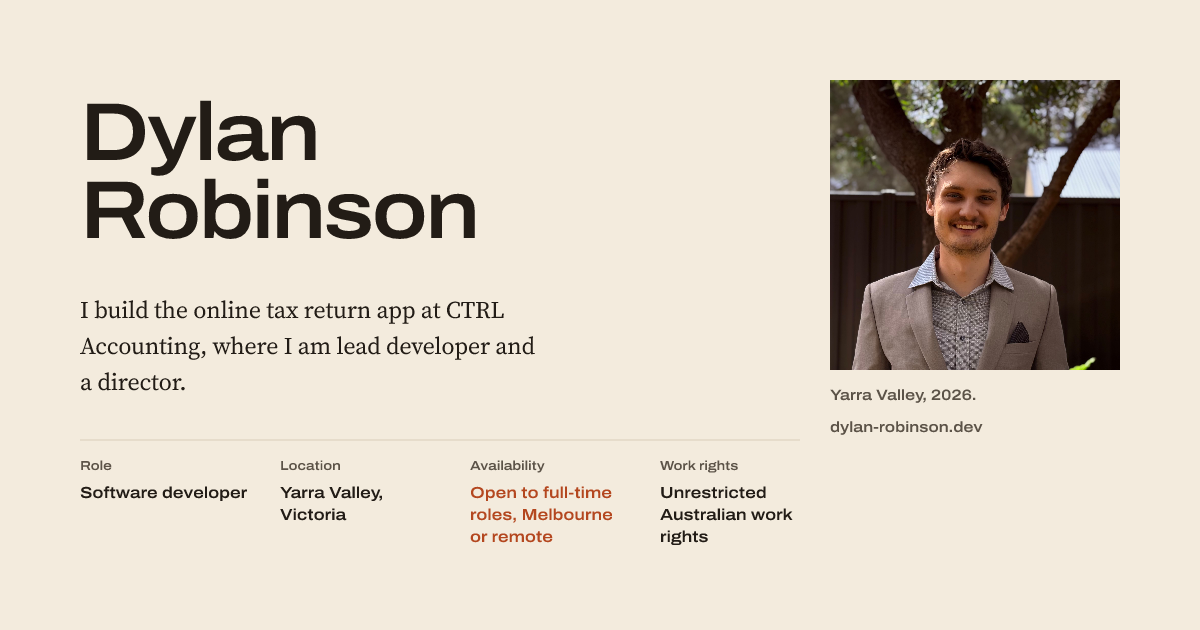 Dylan
Robinson
I build the online tax return app at CTRL
Accounting, where I am lead developer and
a director.
Yarra Valley, 2026.
dylan-robinson.dev
Role
Software developer
Location
Yarra Valley,
Victoria
Availability
Open to full-time
roles, Melbourne
or remote
Work rights
Unrestricted
Australian work
rights